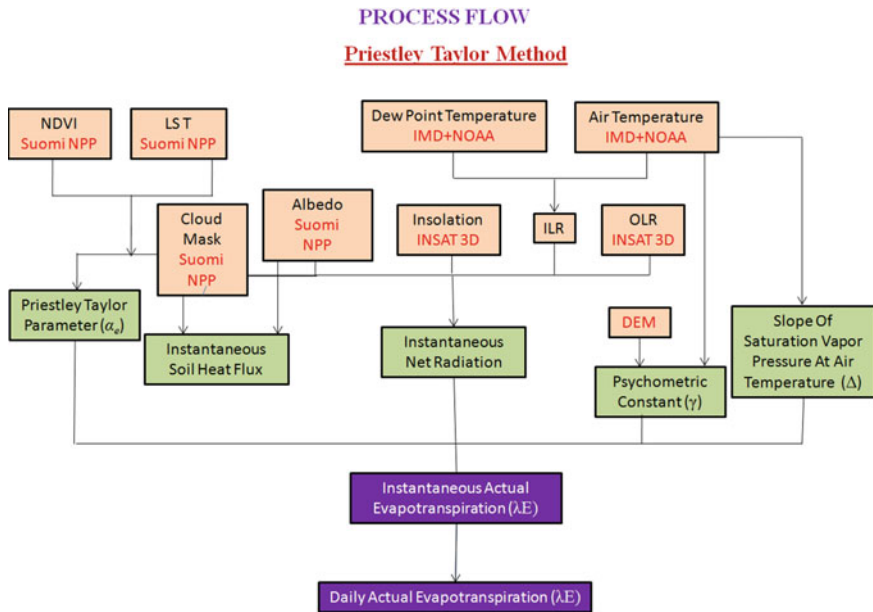 PROCESS FLOW
Priestley Taylor Method
NDVI
Suomi NPP
LS T
Suomi NPP
Dew Point Temperature
IMD+NOAA
Air Temperature
IMD+NOAA
Cloud
Mask
Suomi
NPP
Albedo
Suomi
NPP
Insolation
INSAT 3D
ILR
OLR
INSAT 3D
Priestley Taylor
Parameter (αe)
Instantaneous
Soil Heat Flux
Instantaneous
Net Radiation
DEM
Psychometric
Constant (γ)
Slope Of
Saturation Vapor
Pressure At Air
Temperature (Δ)
Instantaneous Actual
Evapotranspiration (λE)
Daily Actual Evapotranspiration (λE)